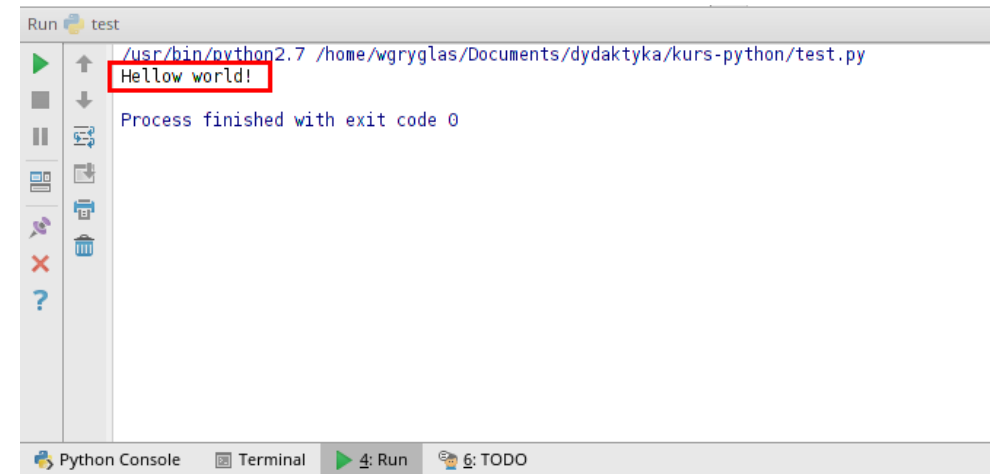 Run test
/usr/bin/python2.7 /home/wgryglas/Documents/dydaktyka/kurs-python/test.py
Hellow world!
Process finished with exit code 0
Python Console Terminal 4: Run 6: TODO